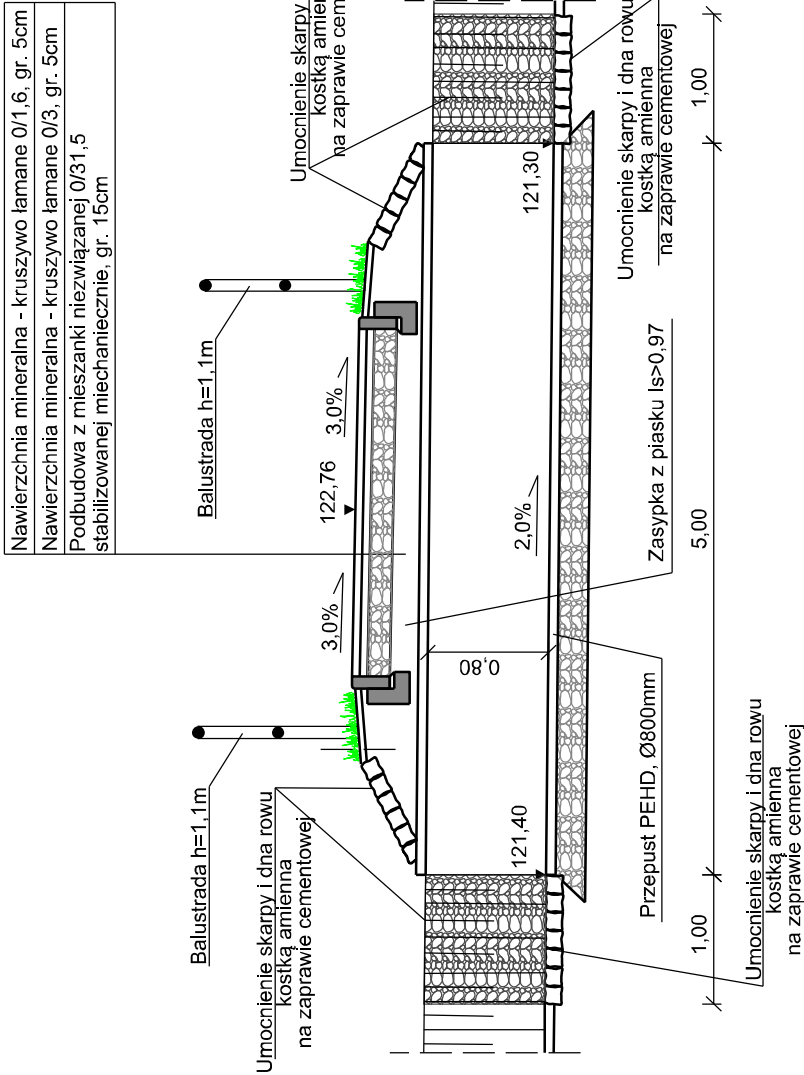 Nawierzchnia mineralna - kruszywo łamane 0/1,6, gr. 5cm
Nawierzchnia mineralna - kruszywo łamane 0/3, gr. 5cm
Podbudowa z mieszanki niezwiązanej 0/31,5
stabilizowanej miechaniecznie, gr. 15cm
Balustrada h=1,1m
Balustrada h=1,1m
Umocnienie skarpy i dna rowu
kostką amienna
na zaprawie cementowej
Umocnienie skarpy
kostką
na zaprawie
3,0%
122,76
3,0%
0,80
2,0%
121,40
121,30
Przepust PEHD, Ø800mm
Zasypka z piasku Is>0,97
Umocnienie skarpy i dna rowu
kostką amienna
na zaprawie cementowej
1,00
5,00
1,00
Umocnienie skarpy i dna rowu
kostką amienna
na zaprawie cementowej